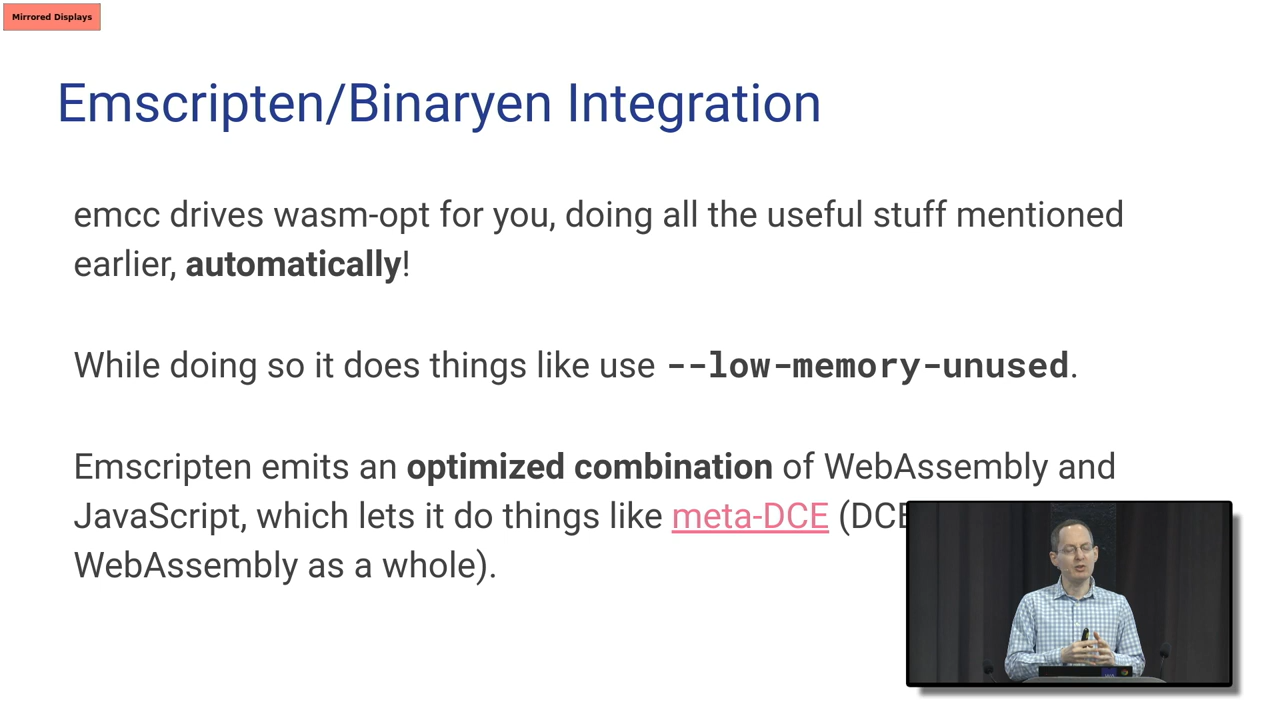 Mirrored Displays
Emscripten/Binaryen Integration
emcc drives wasm-opt for you, doing all the useful stuff mentioned
earlier, automatically!
While doing so it does things like use --low-memory-unused.
Emscripten emits an optimized combination of WebAssembly and
JavaScript, which lets it do things like meta-DCE (DCE
WebAssembly as a whole).